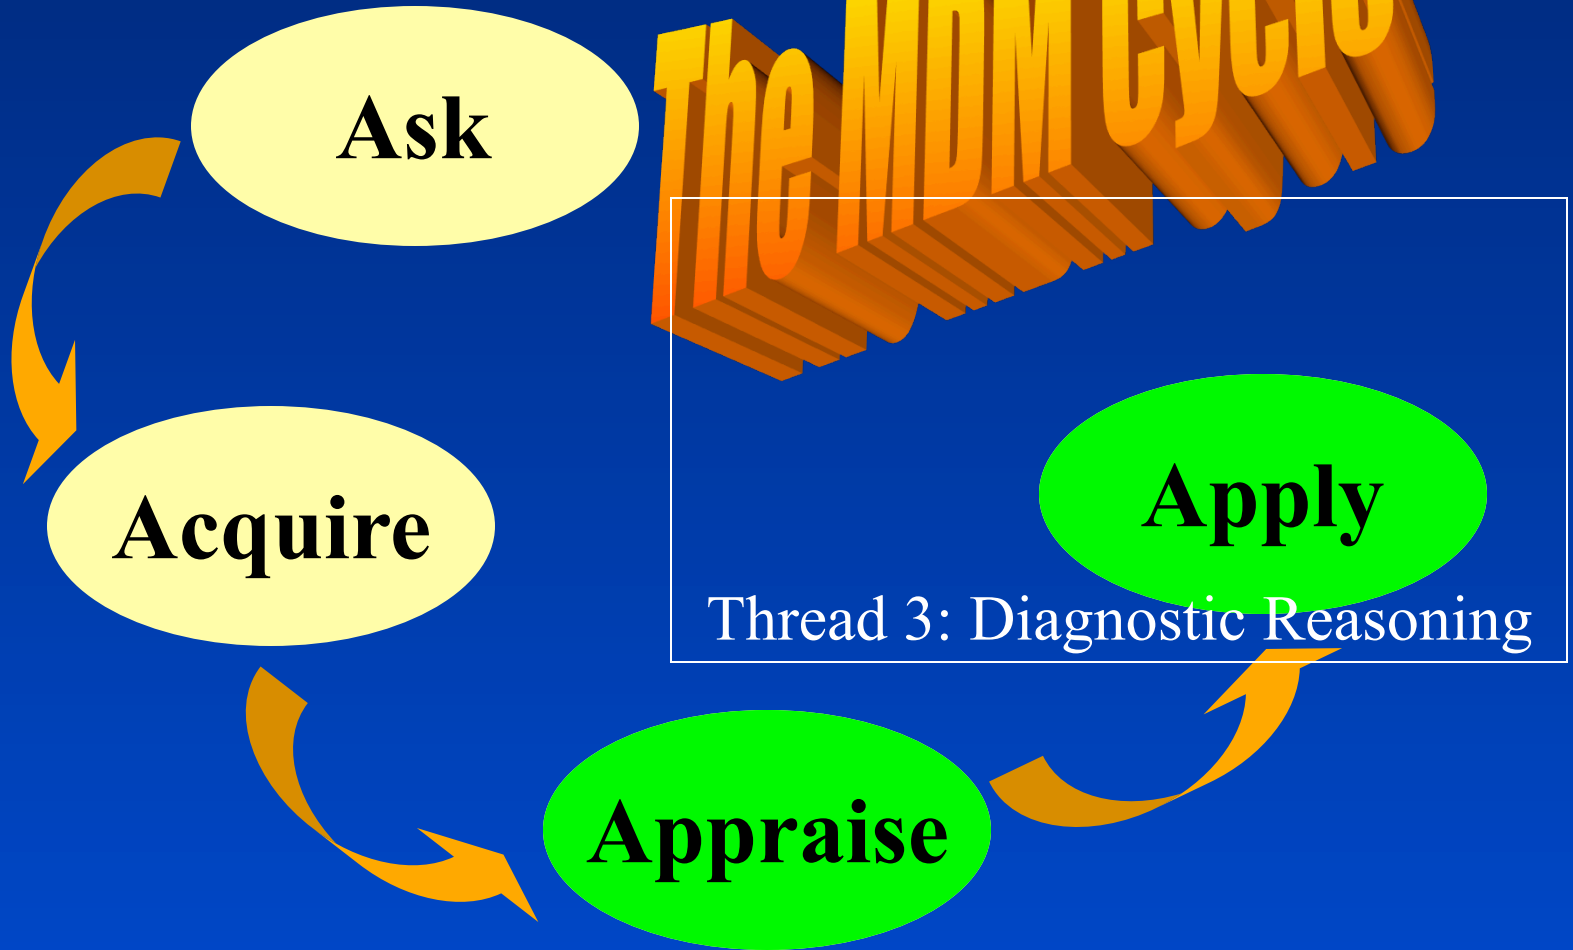 The MDM Cycle
Ask
Acquire
Apply
Thread 3: Diagnostic Reasoning
Appraise